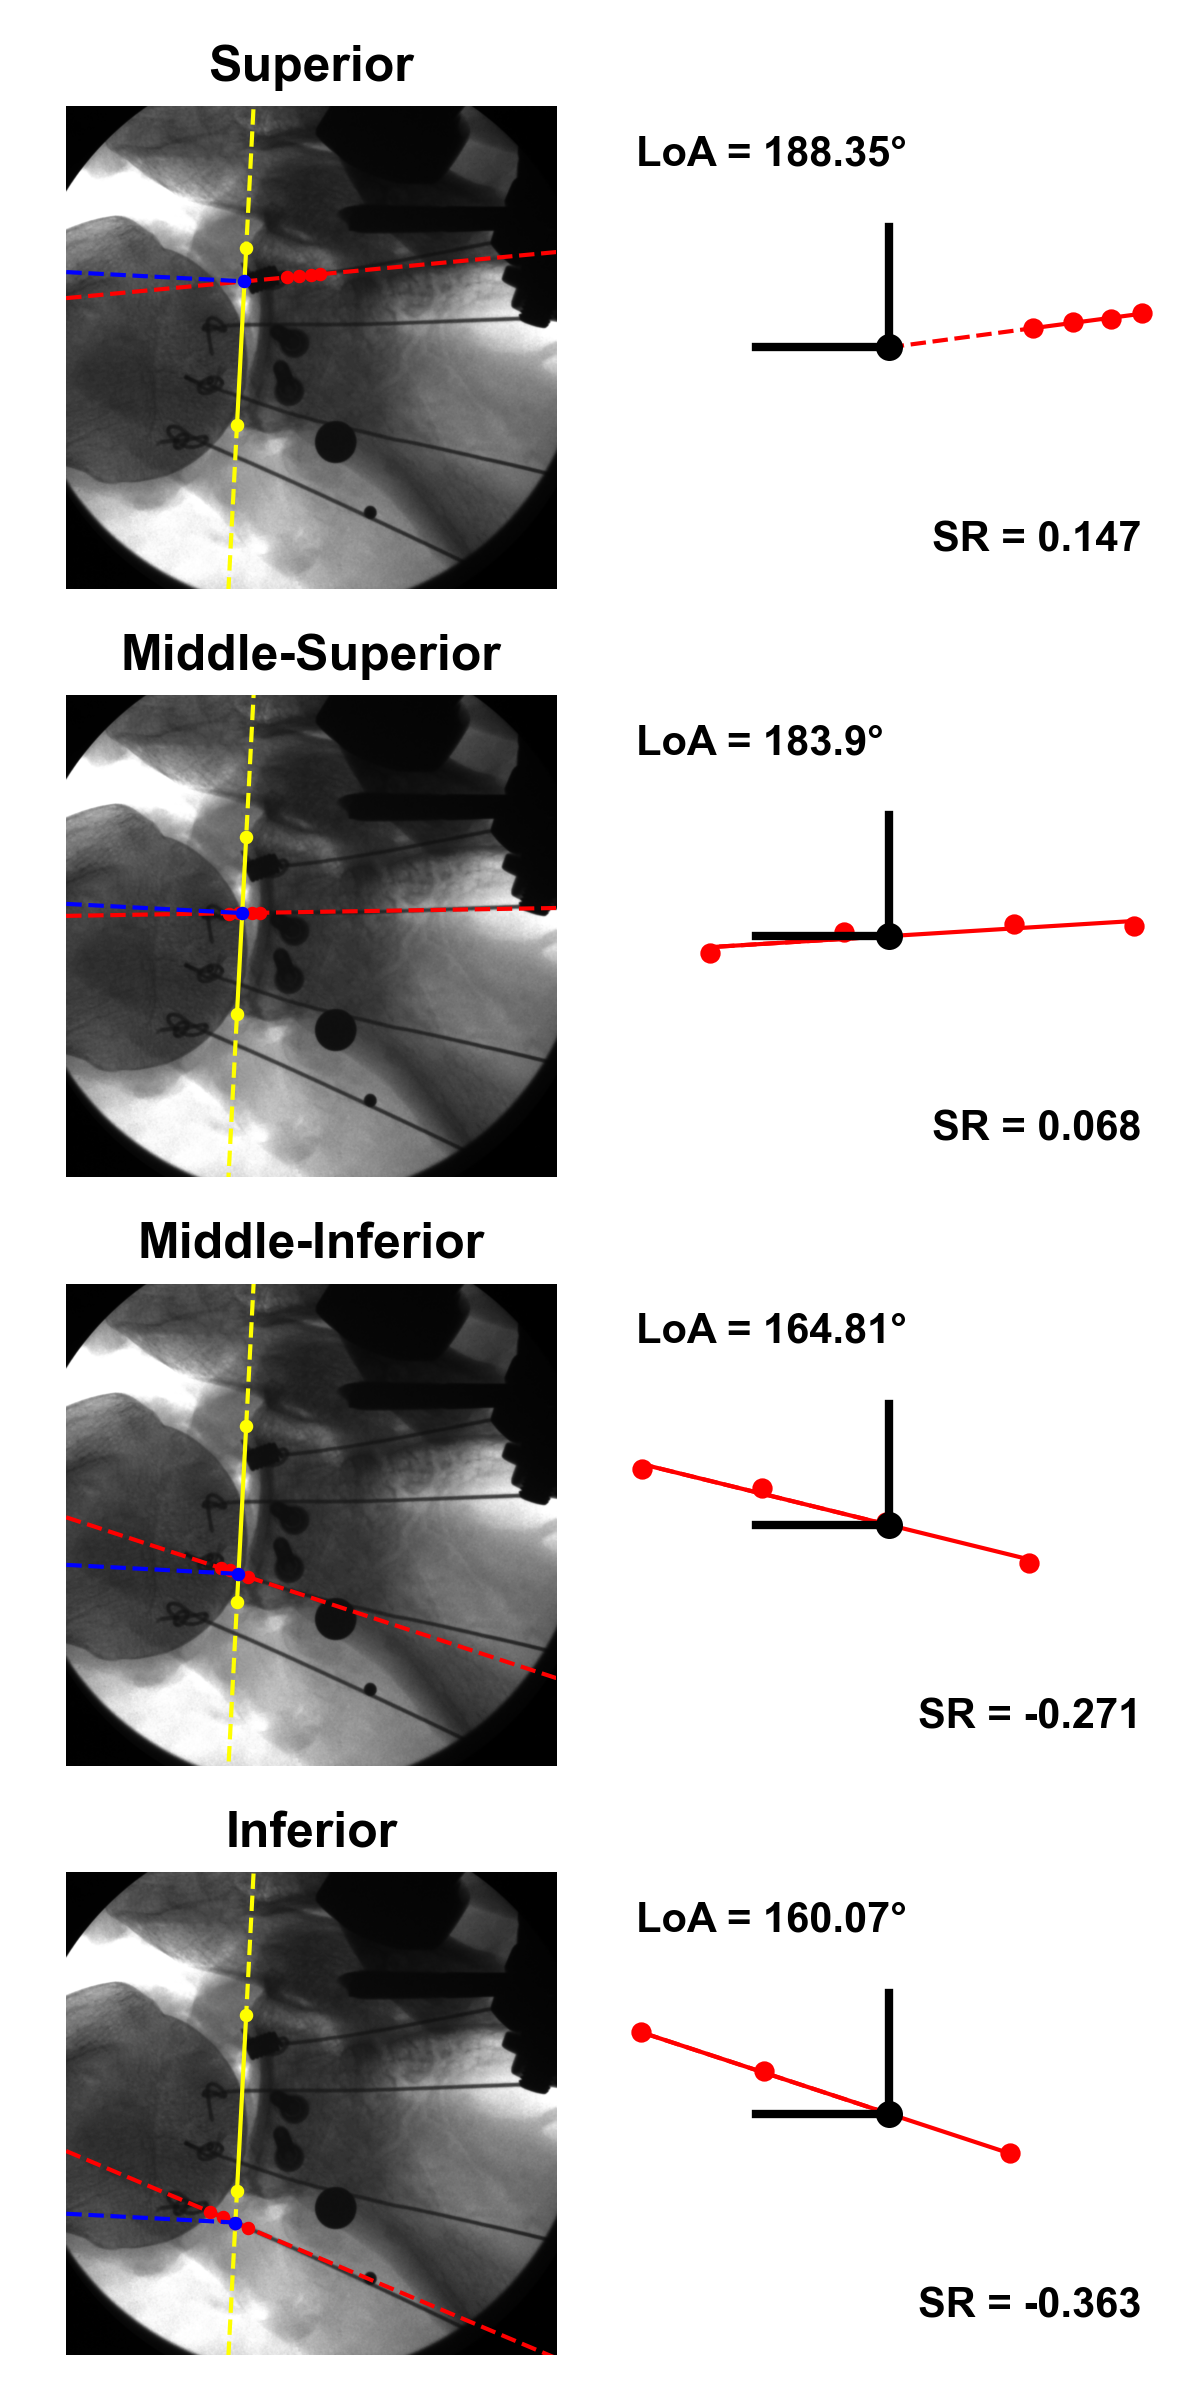 Superior
LoA = 188.35°
SR = 0.147
Middle-Superior
LoA = 183.9°
SR = 0.068
Middle-Inferior
LoA = 164.81°
SR = -0.271
Inferior
LoA = 160.07°
SR = -0.363